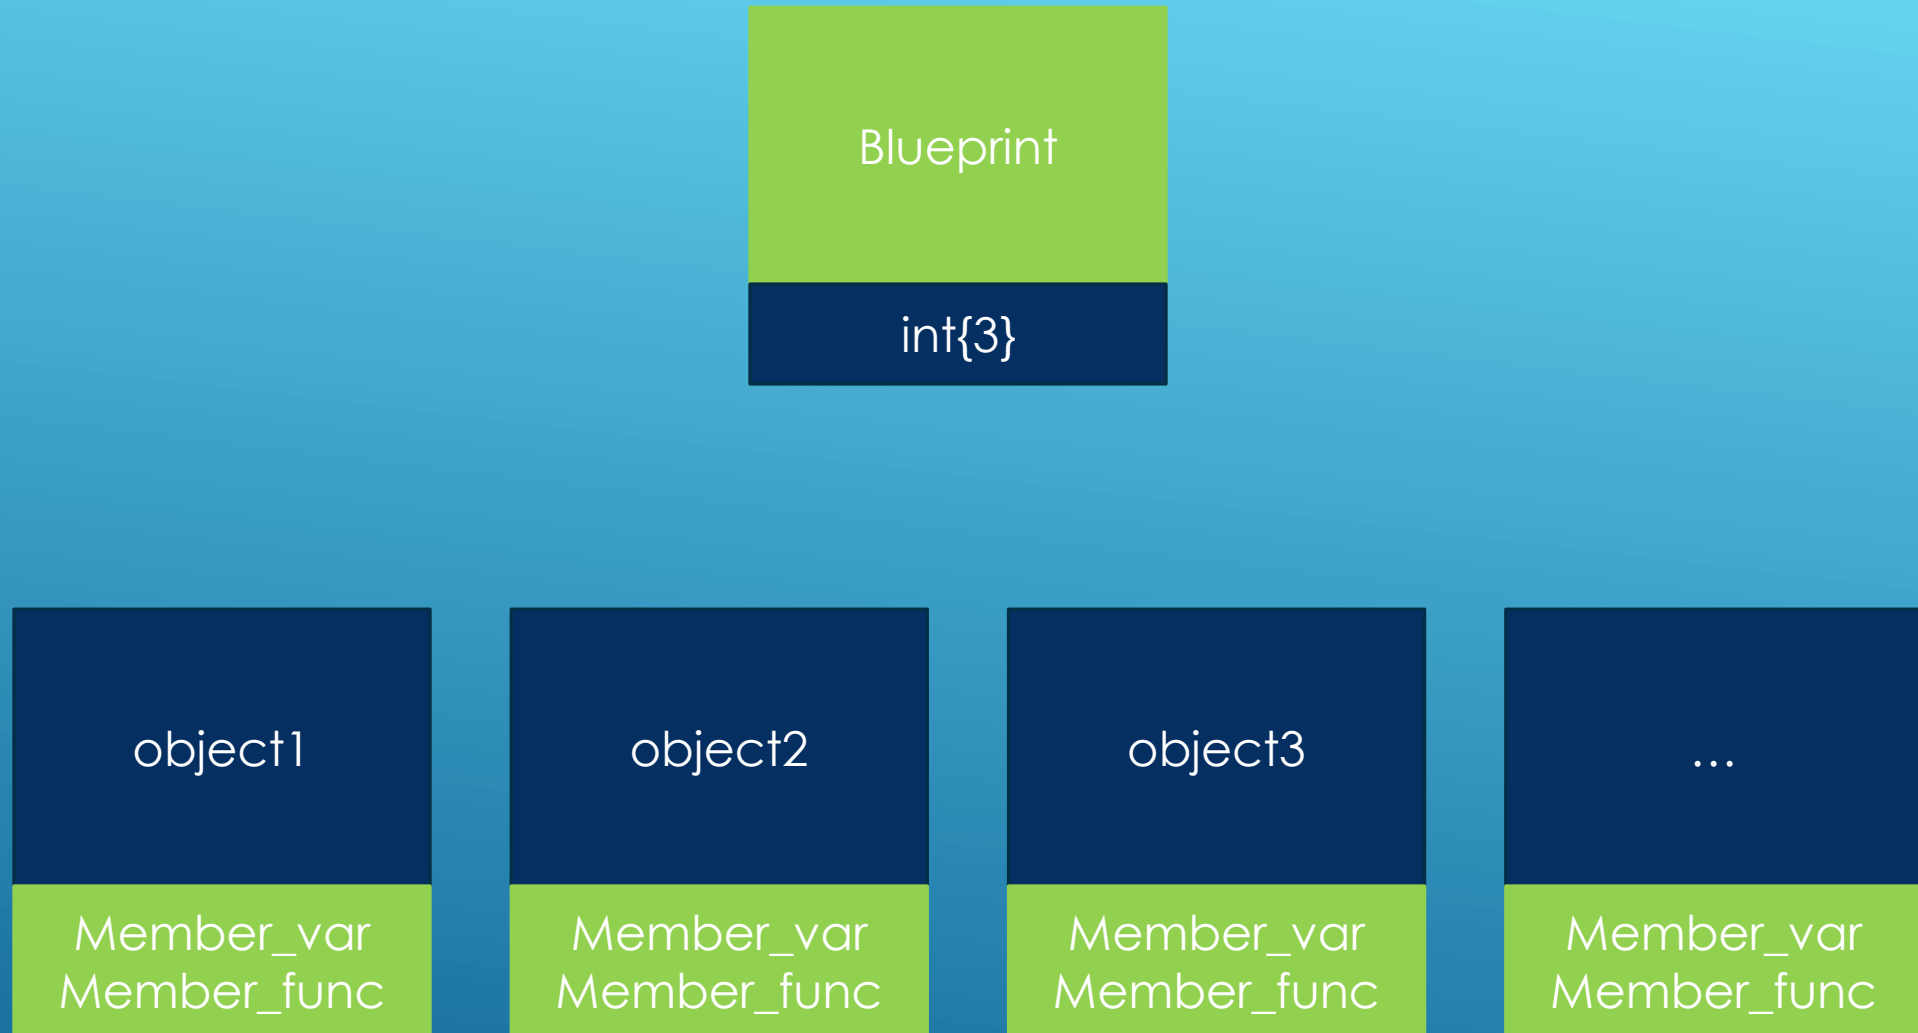 Blueprint
int{3}
object1
object2
object3
...
Member_var
Member_func
Member_var
Member_func
Member_var
Member_func
Member_var
Member_func